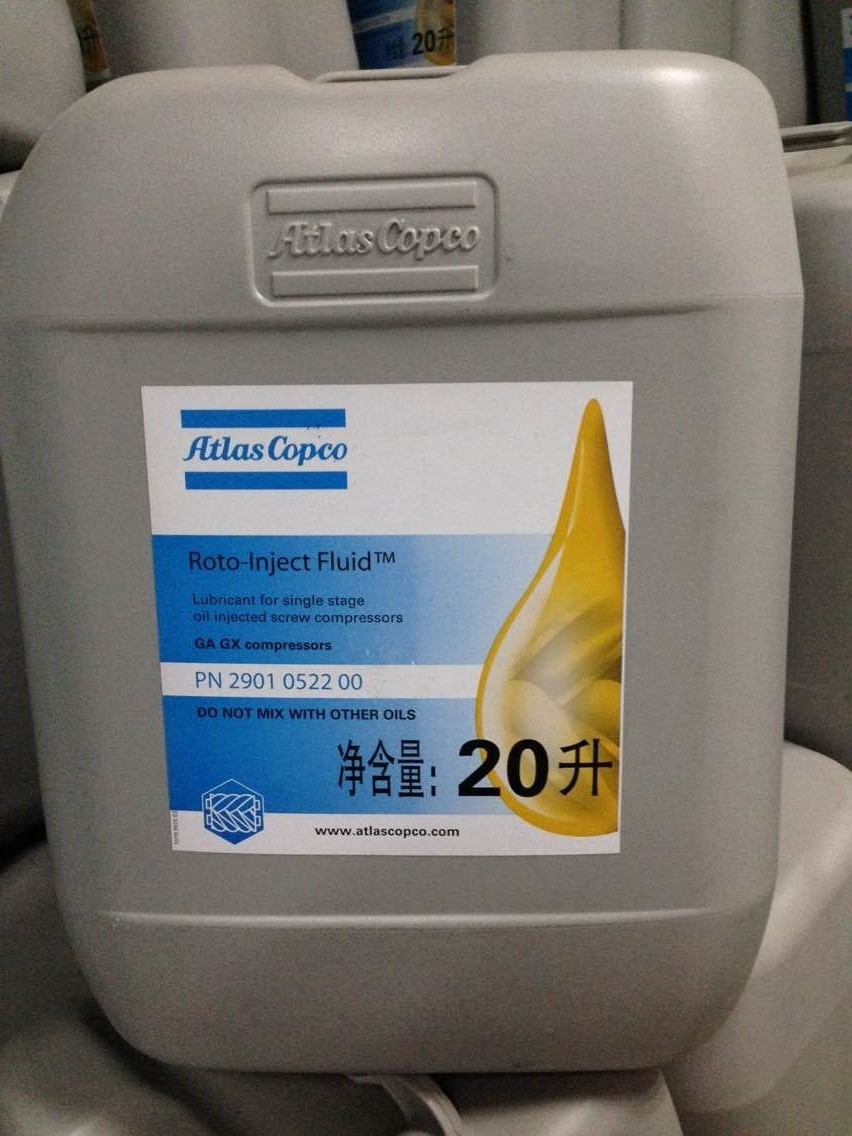 20升
Atlas Copco
Atlas Copco
Roto-Inject Fluid™
Lubricant for single stage
oil injected screw compressors
GA GX compressors
PN 2901 0522 00
DO NOT MIX WITH OTHER OILS
净含量: 20升
www.atlascopco.com